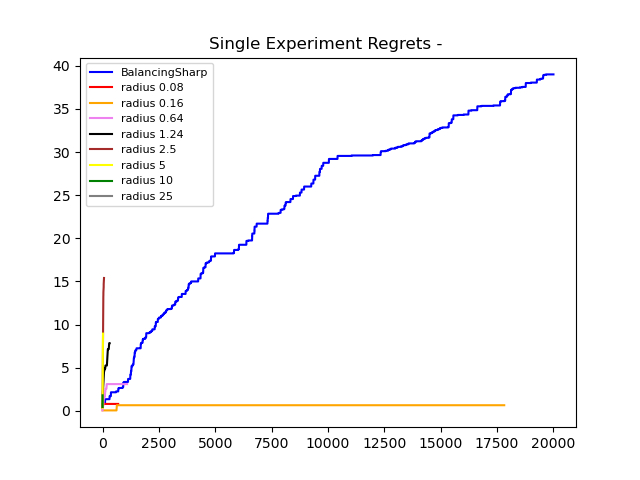 Single Experiment Regrets -
BalancingSharp
radius 0.08
radius 0.16
radius 0.64
radius 1.24
radius 2.5
radius 5
radius 10
radius 25
40
35
30
25
20
15
10
5
0
0 2500 5000 7500 10000 12500 15000 17500 20000